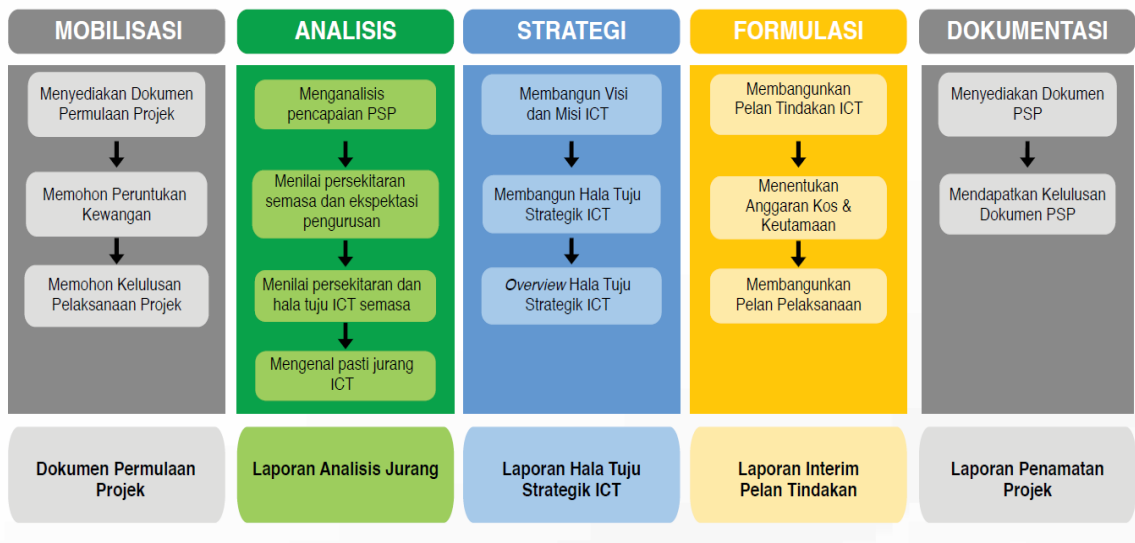 MOBILISASI
Menyediakan Dokumen
Permulaan Projek
Memohon Peruntukan
Kewangan
Memohon Kelulusan
Pelaksanaan Projek
Dokumen Permulaan
Projek
ANALISIS
Menganalisis
pencapaian PSP
Menilai persekitaran
semasa dan ekspektasi
pengurusan
Menilai persekitaran dan
hala tuju ICT semasa
Mengenal pasti jurang
ICT
Laporan Analisis Jurang
STRATEGI
Membangun Visi
dan Misi ICT
Membangun Hala Tuju
Strategik ICT
Overview Hala Tuju
Strategik ICT
Laporan Hala Tuju
Strategik ICT
FORMULASI
Membangunkan
Pelan Tindakan ICT
Menentukan
Anggaran Kos &
Keutamaan
Membangunkan
Pelan Pelaksanaan
Laporan Interim
Pelan Tindakan
DOKUMENTASI
Menyediakan Dokumen
PSP
Mendapatkan Kelulusan
Dokumen PSP
Laporan Penamatan
Projek